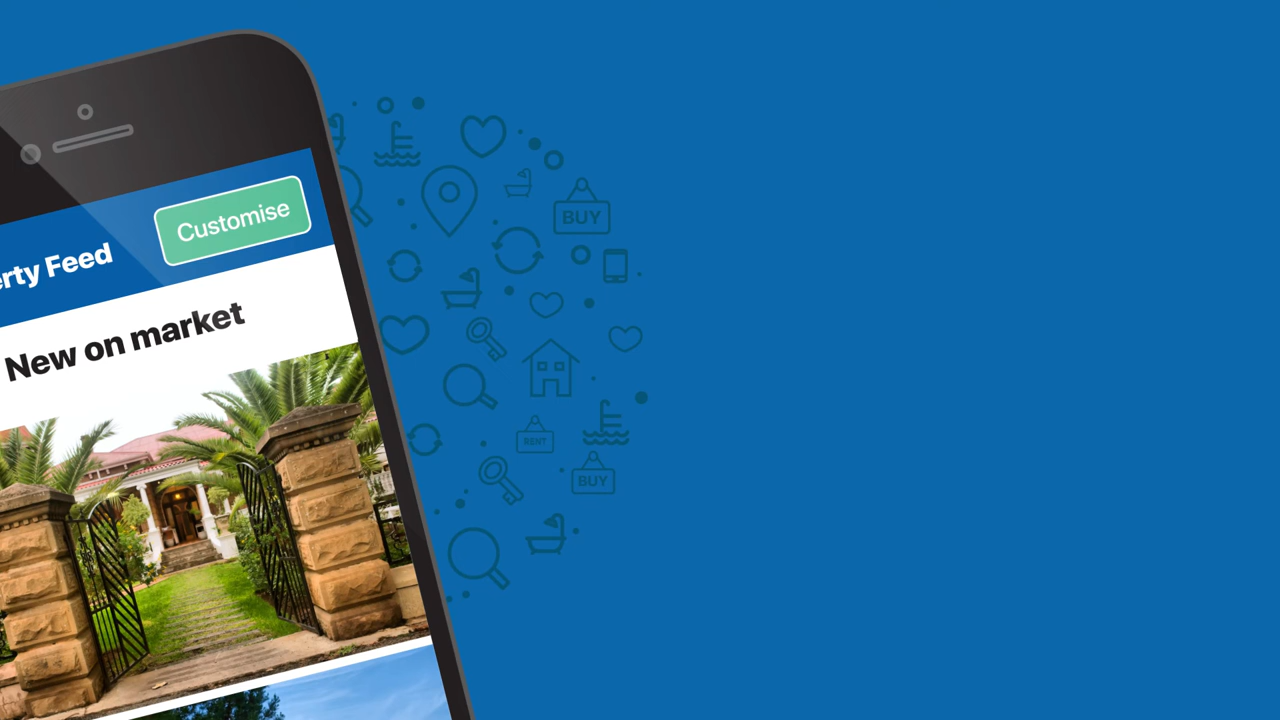 Customise
erty Feed
New on market
BUY
RENT
BUY